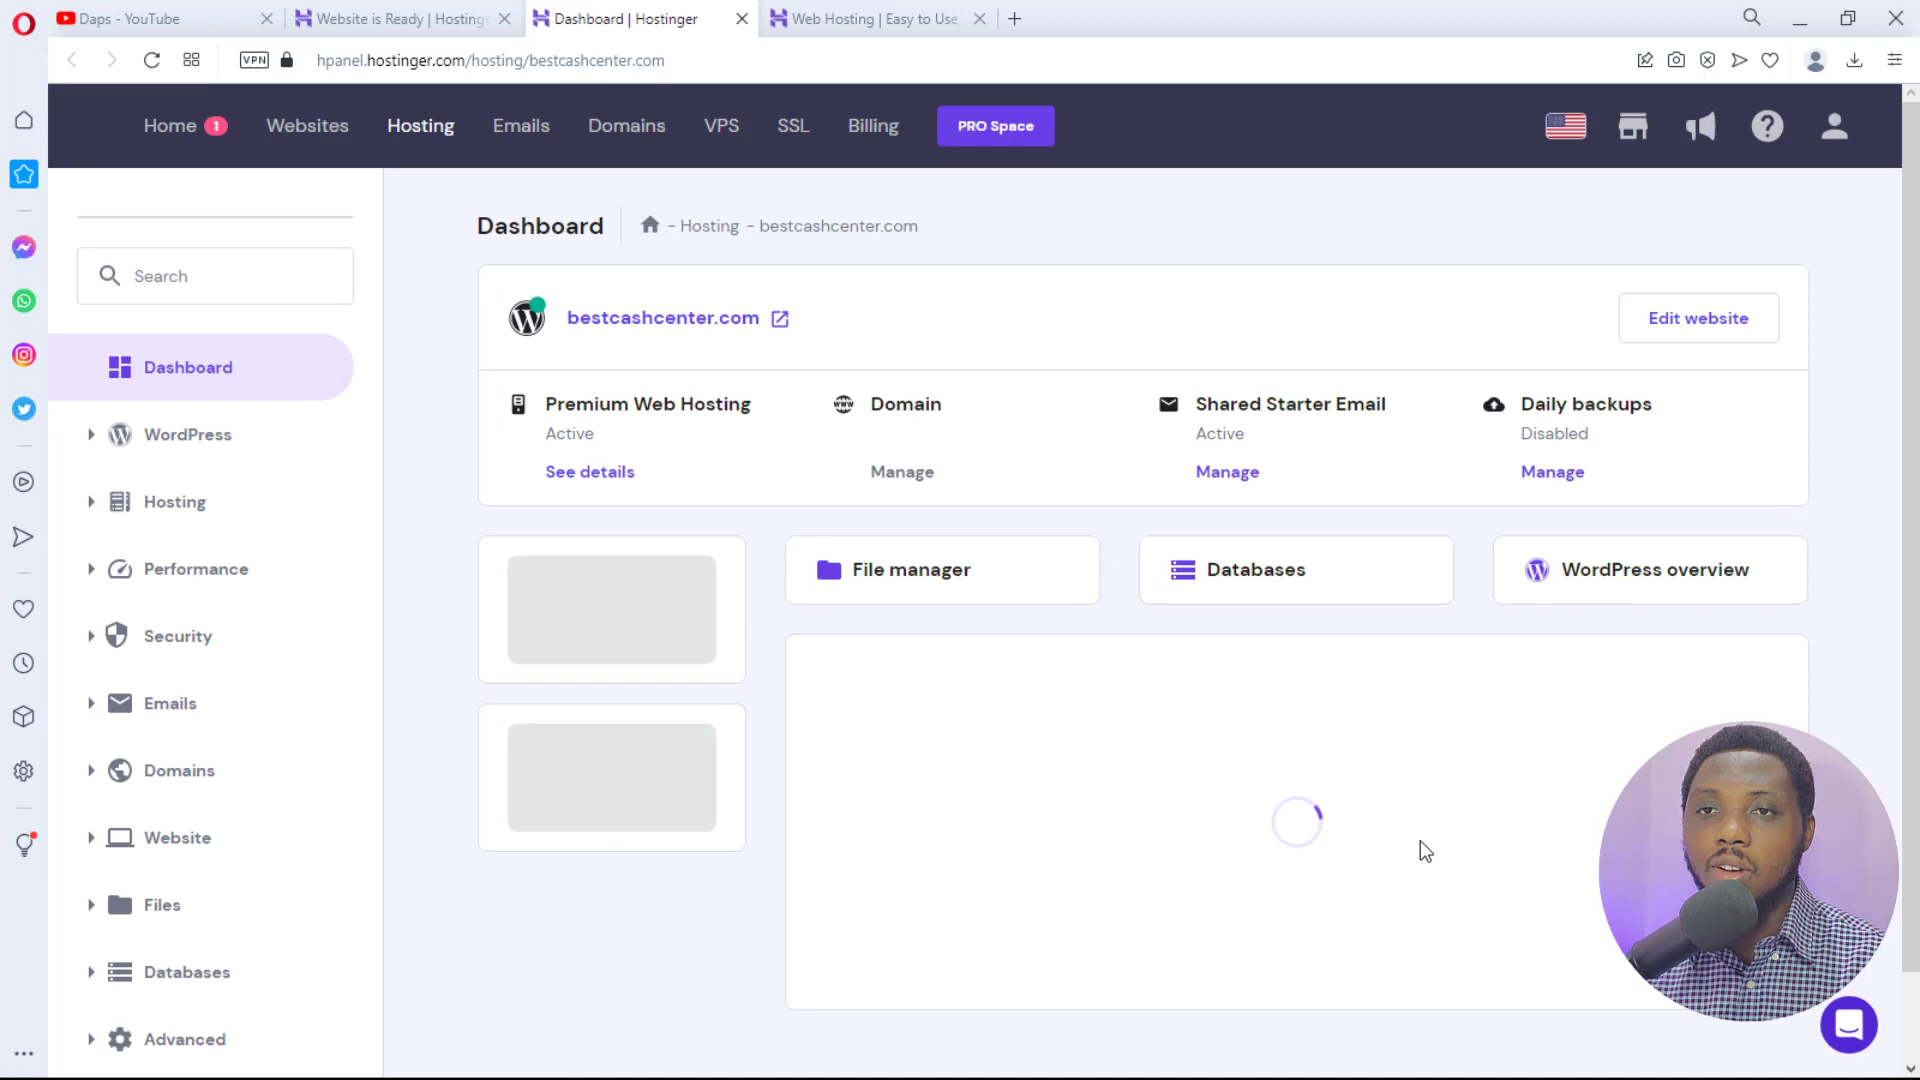 Daps - YouTube
Website is Ready | Hostinge
Dashboard | Hostinger
Web Hosting | Easy to Use,
VPN
hpanel.hostinger.com/hosting/bestcashcenter.com
Home 1
Websites
Hosting
Emails
Domains
VPS
SSL
Billing
PRO Space
Search
Dashboard
WordPress
Hosting
Performance
Security
Emails
Domains
Website
Files
Databases
Advanced
Dashboard
- Hosting - bestcashcenter.com
bestcashcenter.com
Edit website
Premium Web Hosting
Active
See details
WWW
Domain
Manage
Shared Starter Email
Active
Manage
Daily backups
Disabled
Manage
File manager
Databases
WordPress overview